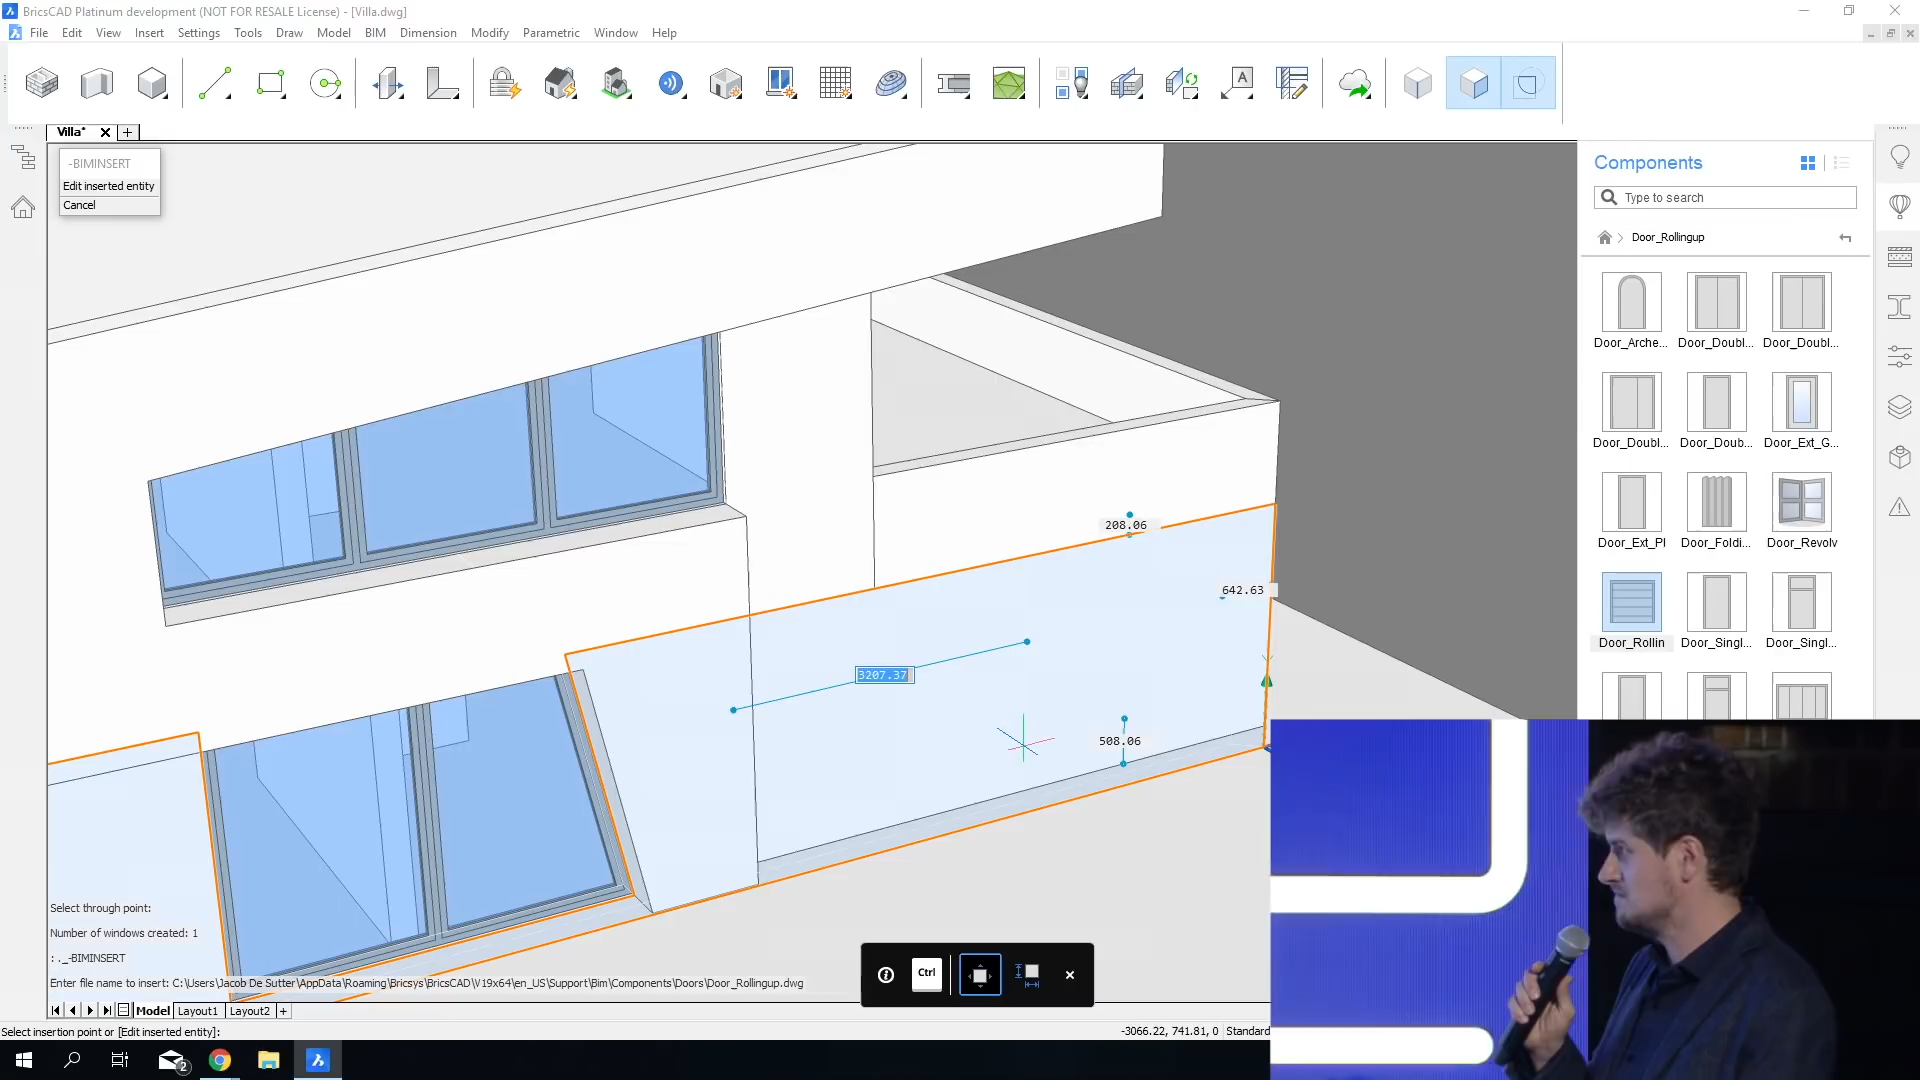 BricsCAD Platinum development (NOT FOR RESALE License) - [Villa.dwg]
File Edit View Insert Settings Tools Draw Model BIM Dimension Modify Parametric Window Help
A
Villa*
-BIMINSERT
Edit inserted entity
Cancel
Components
Type to search
Door_Rollingup
Door_Arche... Door_Doubl... Door_Doubl...
Door_Doubl... Door_Doub... Door_Ext_G...
Door_Ext_Pl Door_Foldi... Door_Revolv
Door_Rollin Door_Singl... Door_Singl...
208.06
642.63
3207.37
508.06
Select through point:
Number of windows created: 1
: ._-BIMINSERT
Enter file name to insert: C:\Users\Jacob De Sutter\AppData\Roaming\Bricsys\BricsCAD\V19x64\en_US\Support\Bim\Components\Doors\Door_Rollingup.dwg
Ctrl
Model Layout1 Layout2
Select insertion point or [Edit inserted entity]:
-3066.22, 741.81, 0 Standard
2